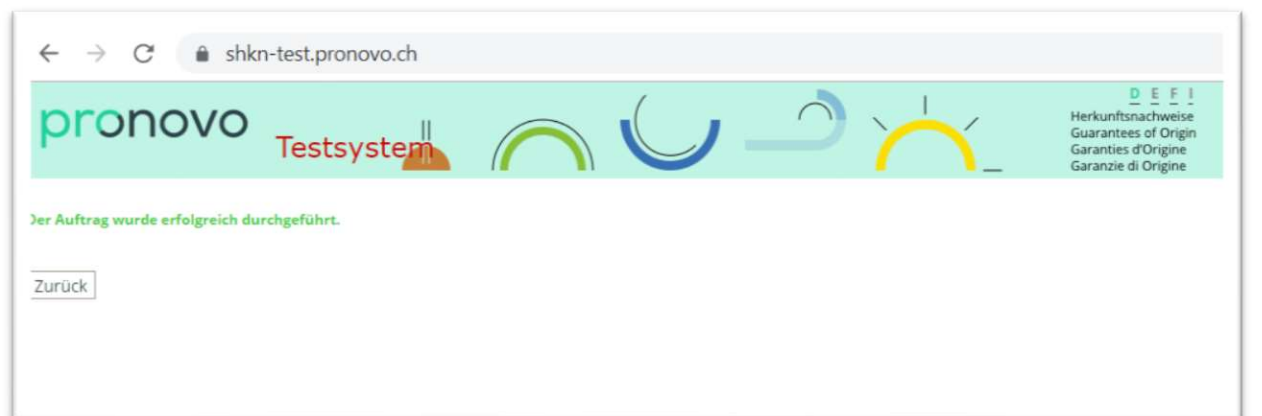 shkn-test.pronovo.ch
pronovo
Testsystem
D E F I
Herkunftsnachweise
Guarantees of Origin
Garanties d'Origine
Garanzie di Origine
Der Auftrag wurde erfolgreich durchgeführt.
Zurück